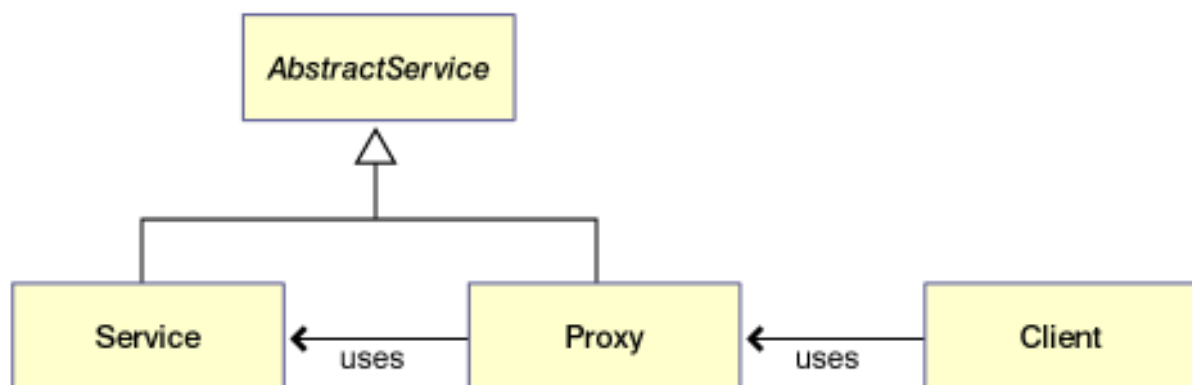 AbstractService
Service
uses
Proxy
uses
Client